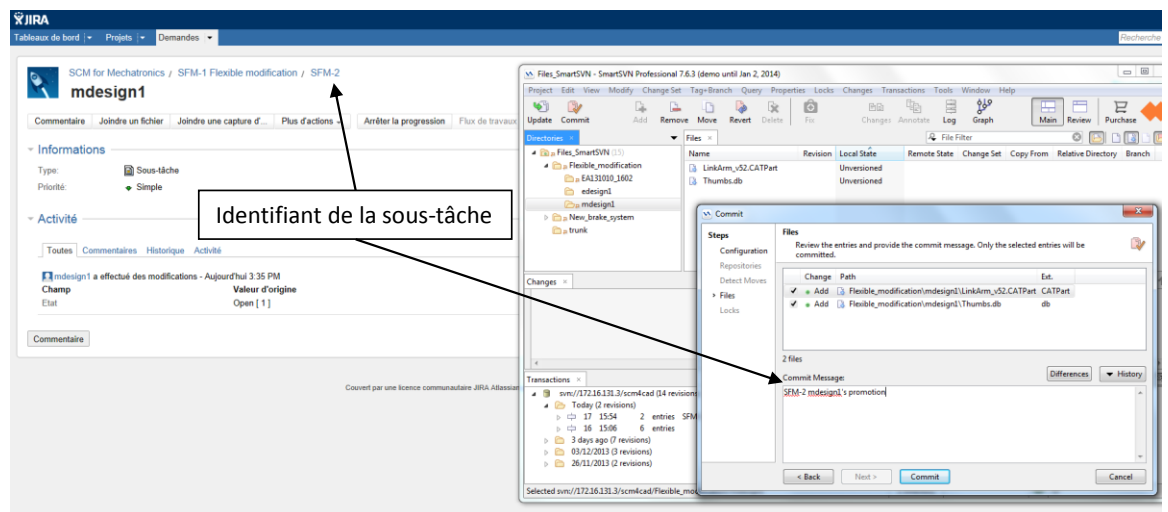 JIRA
Tableaux de bord Projets Demandes
Recherche
SCM for Mechatronics / SFM-1 Flexible modification / SFM-2
mdesign1
Commentaire Joindre un fichier Joindre une capture d'... Plus d'actions Arrêter la progression Flux de travaux
Informations
Type: Sous-tâche
Priorité: Simple
Identifiant de la sous-tâche
Activité
Toutes Commentaires Historique Activité
mdesign1 a effectué des modifications - Aujourd'hui 3:35 PM
Champ Valeur d'origine
Etat Open [ 1 ]
Commentaire
Couvert par une licence communautaire JIRA Atlassian
Files_SmartSVN - SmartSVN Professional 7.6.3 (demo until Jan 2, 2014)
Project Edit View Modify Change Set Tag+Branch Query Properties Locks Changes Transactions Tools Window Help
Update Commit Add Remove Move Revert Delete Fix Changes Annotate Log Graph Main Review Purchase
Directories
Files_SmartSVN (15)
Flexible_modification
EA131010_1602
edesign1
mdesign1
New_brake_system
trunk
Files
File Filter
Name Revision Local State Remote State Change Set Copy From Relative Directory Branch
LinkArm_v52.CATPart Unversioned
Thumbs.db Unversioned
Changes
Transactions
svn://172.16.131.3/scm4cad (14 revisions
Today (2 revisions)
17 15:54 2 entries SFM
16 15:06 6 entries
3 days ago (7 revisions)
03/12/2013 (3 revisions)
26/11/2013 (2 revisions)
Selected svn://172.16.131.3/scm4cad/Flexible_mo
Commit
Steps
Configuration
Repositories
Detect Moves
Files
Locks
Files
Review the entries and provide the commit message. Only the selected entries will be
committed.
Change Path Ext.
Add Flexible_modification\mdesign1\LinkArm_v52.CATPart CATPart
Add Flexible_modification\mdesign1\Thumbs.db db
2 files
Differences History
Commit Message:
SFM-2 mdesign1's promotion
< Back Next > Commit Cancel